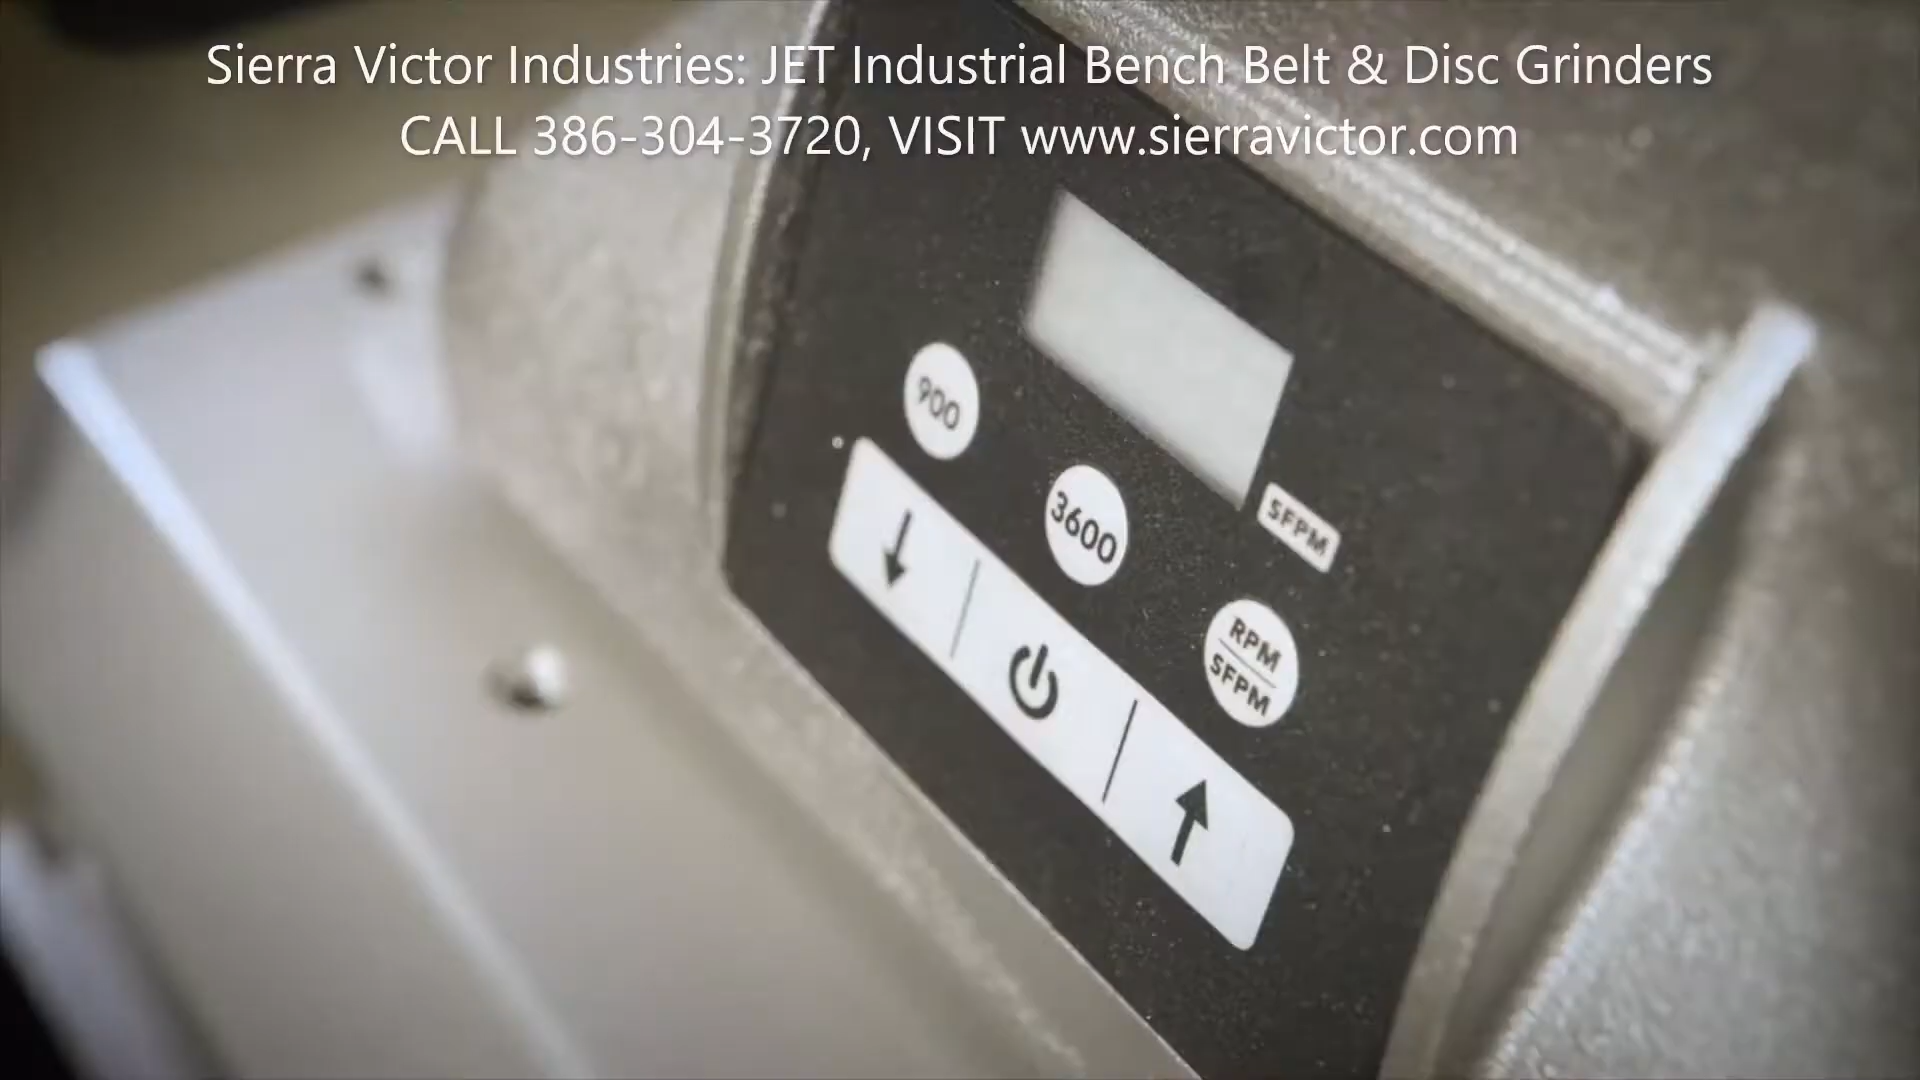 Sierra Victor Industries: JET Industrial Bench Belt & Disc Grinders
CALL 386-304-3720, VISIT www.sierravictor.com
900
3600
SFPM
RPM
SFPM